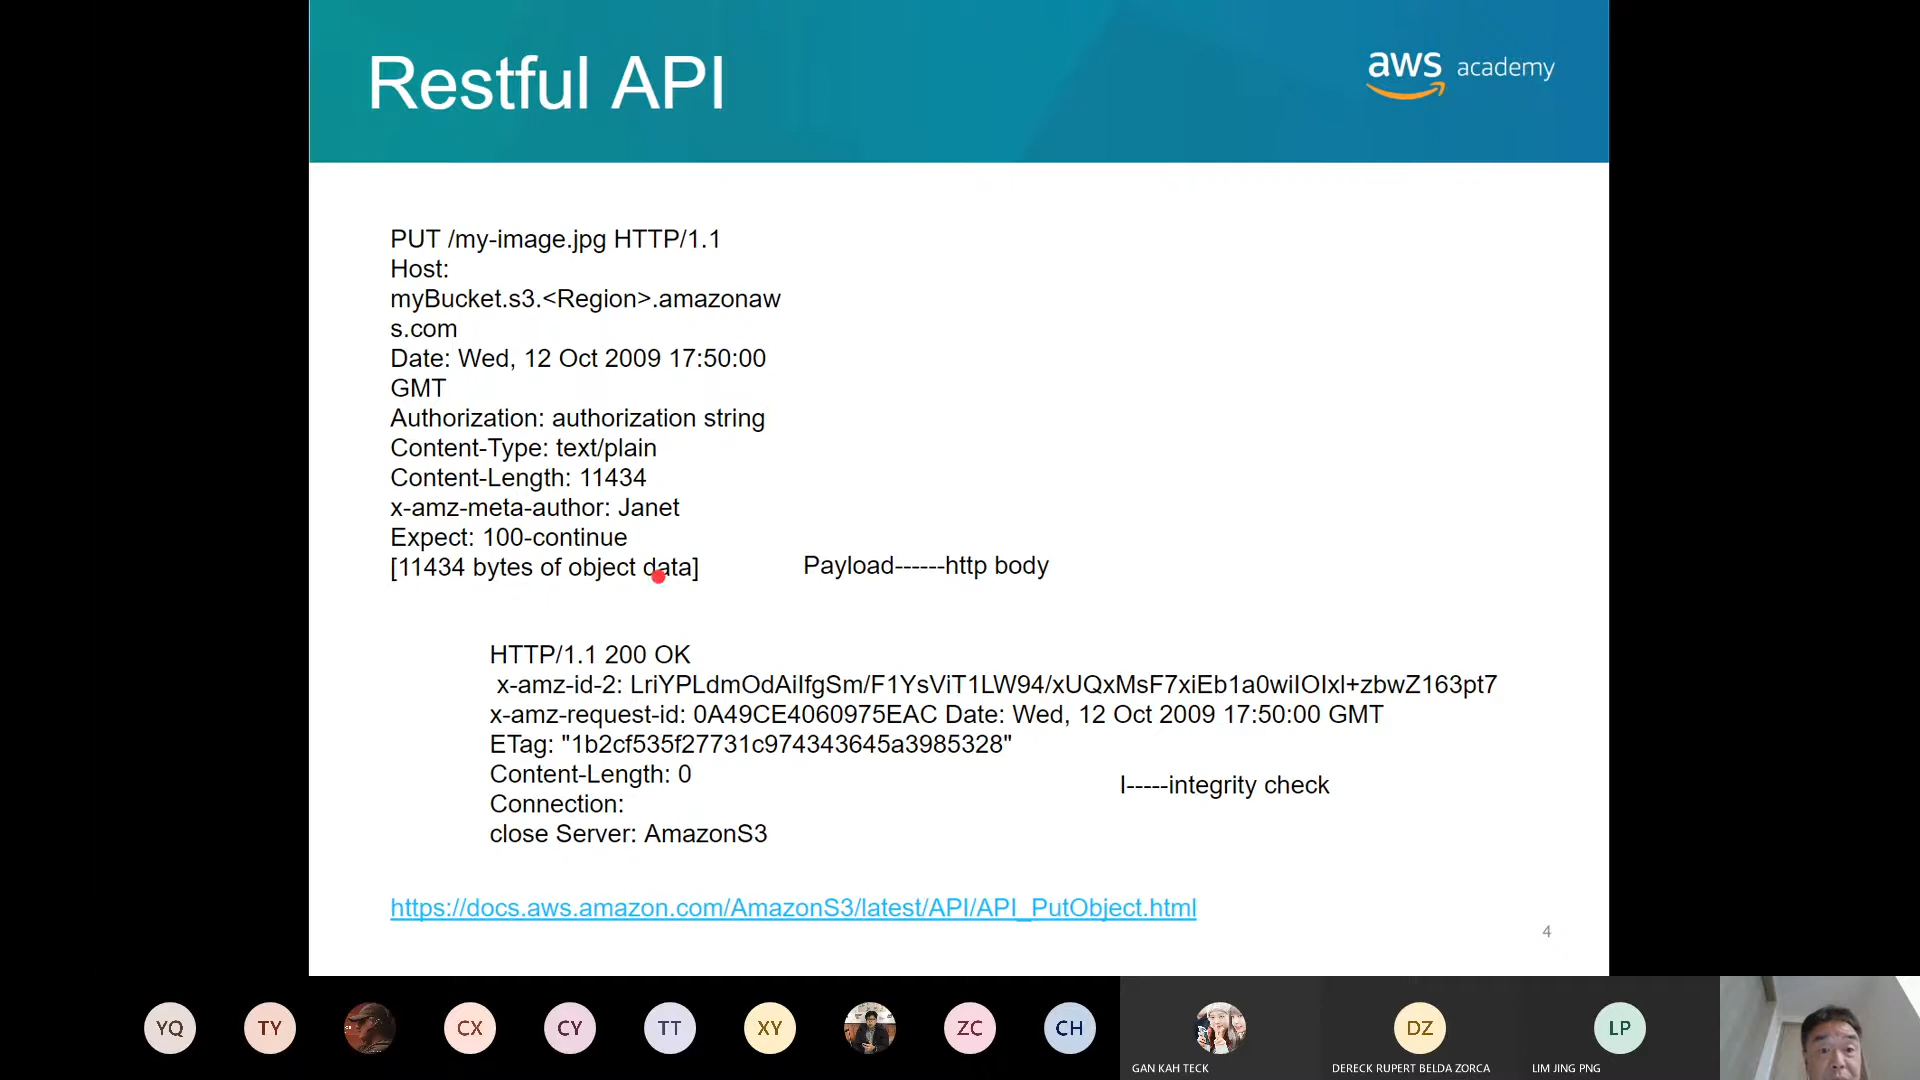 Restful API
aws academy
PUT /my-image.jpg HTTP/1.1
Host:
myBucket.s3.<Region>.amazonaw
s.com
Date: Wed, 12 Oct 2009 17:50:00
GMT
Authorization: authorization string
Content-Type: text/plain
Content-Length: 11434
x-amz-meta-author: Janet
Expect: 100-continue
[11434 bytes of object data]
Payload------http body
HTTP/1.1 200 OK
x-amz-id-2: LriYPLdmOdAiIfgSm/F1YsViT1LW94/xUQxMsF7xiEb1a0wiIOIxl+zbwZ163pt7
x-amz-request-id: 0A49CE4060975EAC Date: Wed, 12 Oct 2009 17:50:00 GMT
ETag: "1b2cf535f27731c974343645a3985328"
Content-Length: 0
Connection:
close Server: AmazonS3
I-----integrity check
https://docs.aws.amazon.com/AmazonS3/latest/API/API_PutObject.html
4
YQ
TY
CX
CY
TT
XY
ZC
CH
DZ
LP
GAN KAH TECK
DERECK RUPERT BELDA ZORCA
LIM JING PNG